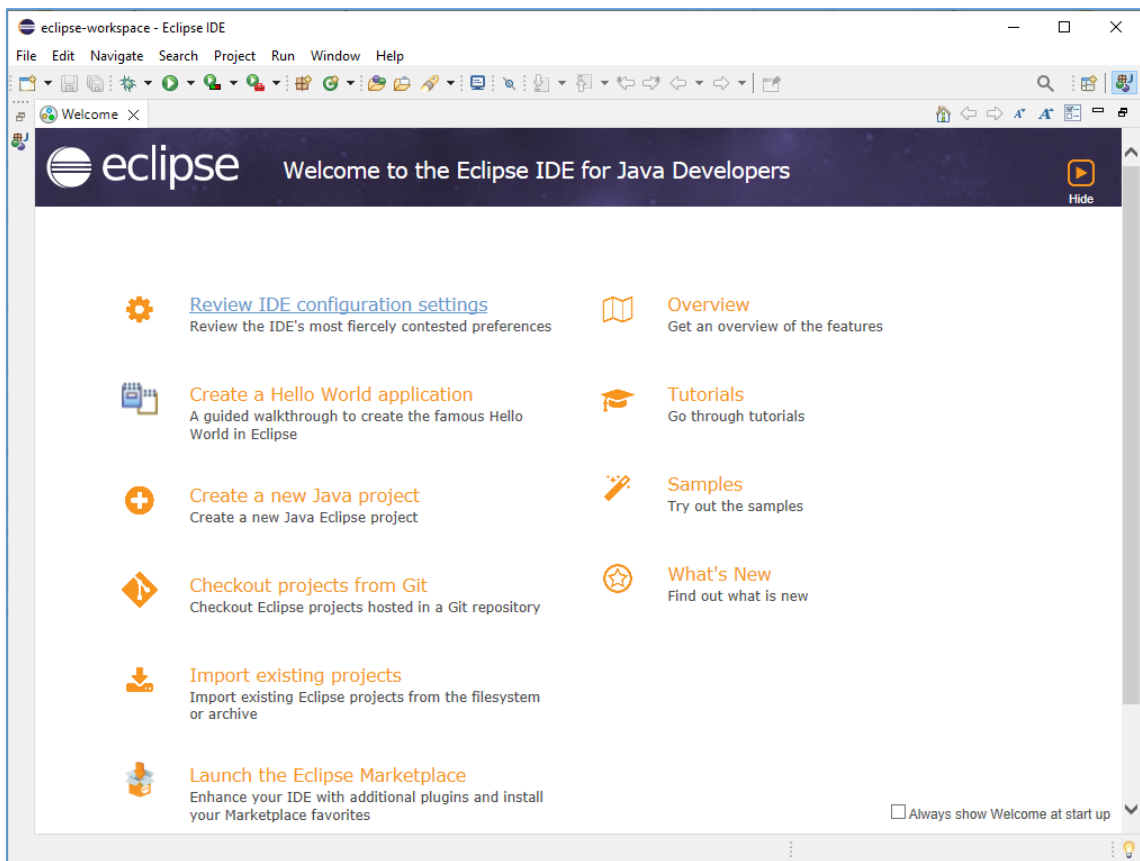 eclipse-workspace - Eclipse IDE
File Edit Navigate Search Project Run Window Help
Welcome
eclipse
Welcome to the Eclipse IDE for Java Developers
Hide
Review IDE configuration settings
Review the IDE's most fiercely contested preferences
Create a Hello World application
A guided walkthrough to create the famous Hello
World in Eclipse
Create a new Java project
Create a new Java Eclipse project
Checkout projects from Git
Checkout Eclipse projects hosted in a Git repository
Import existing projects
Import existing Eclipse projects from the filesystem
or archive
Launch the Eclipse Marketplace
Enhance your IDE with additional plugins and install
your Marketplace favorites
Overview
Get an overview of the features
Tutorials
Go through tutorials
Samples
Try out the samples
What's New
Find out what is new
Always show Welcome at start up